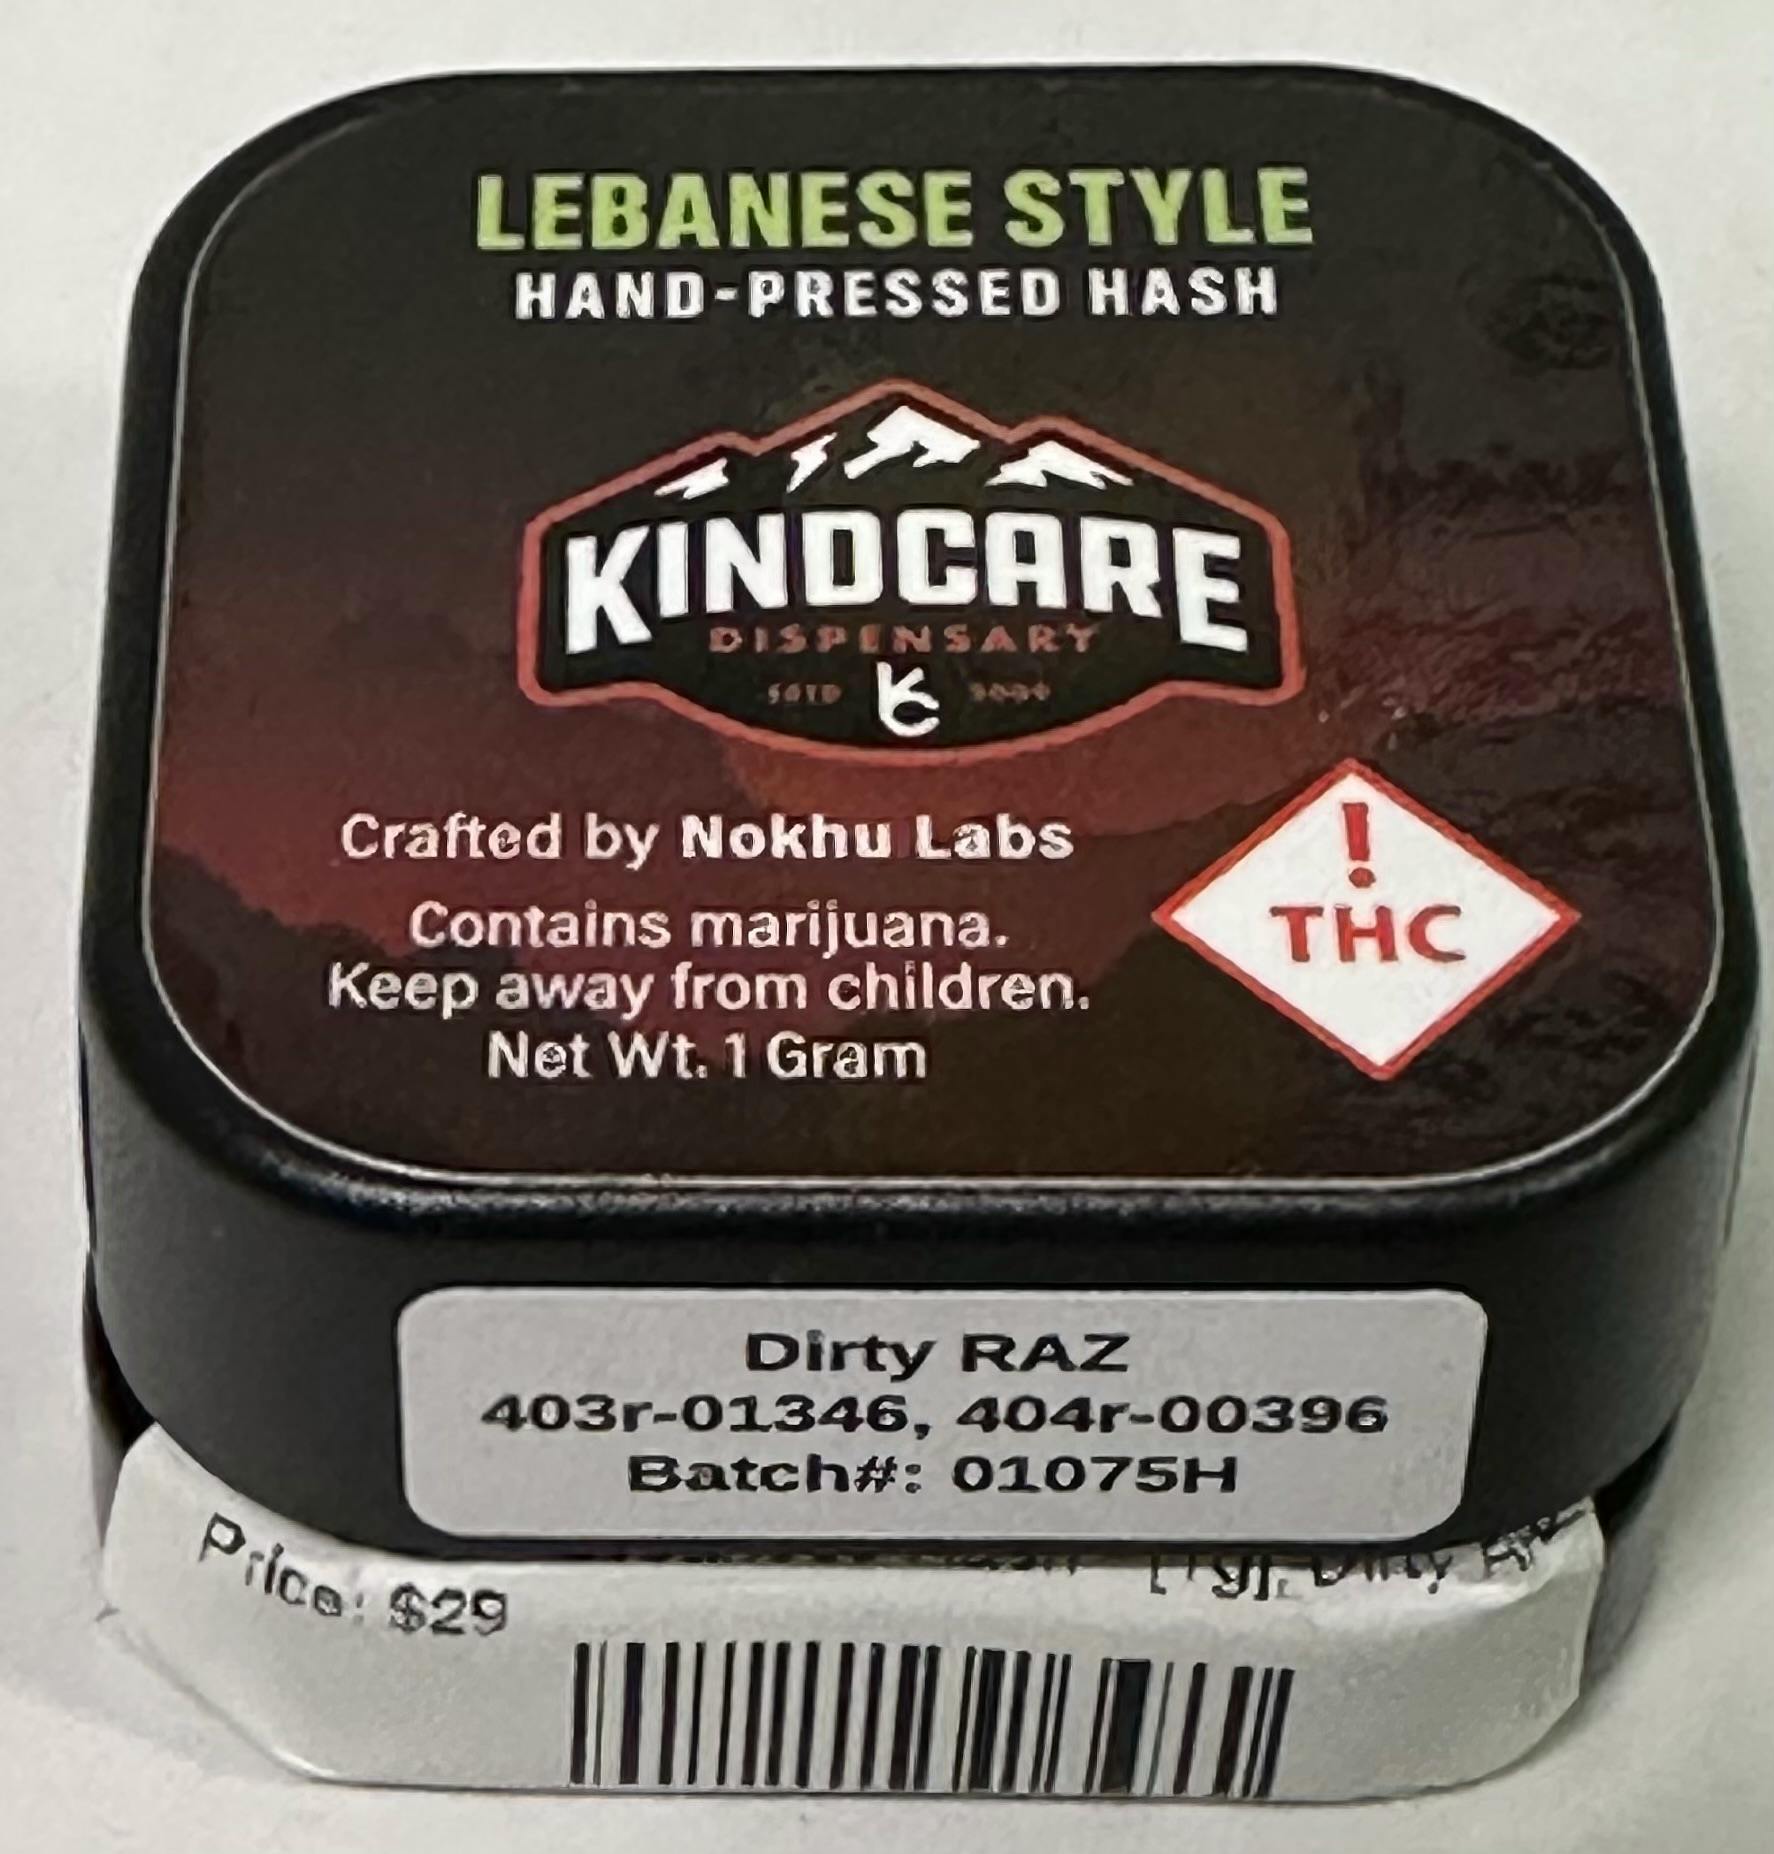 LEBANESE STYLE
HAND-PRESSED HASH
KINDCARE
DISPENSARY
KC
Crafted by Nokhu Labs
Contains marijuana.
Keep away from children.
Net Wt. 1 Gram
!
THC
Dirty RAZ
403r-01346, 404r-00396
Batch#: 01075H
Price: $29